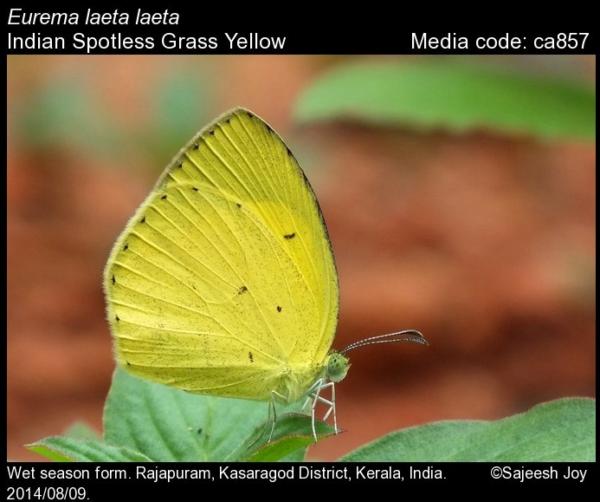 Eurema laeta laeta
Indian Spotless Grass Yellow Media code: ca857
Wet season form. Rajapuram, Kasaragod District, Kerala, India. ©Sajeesh Joy
2014/08/09.